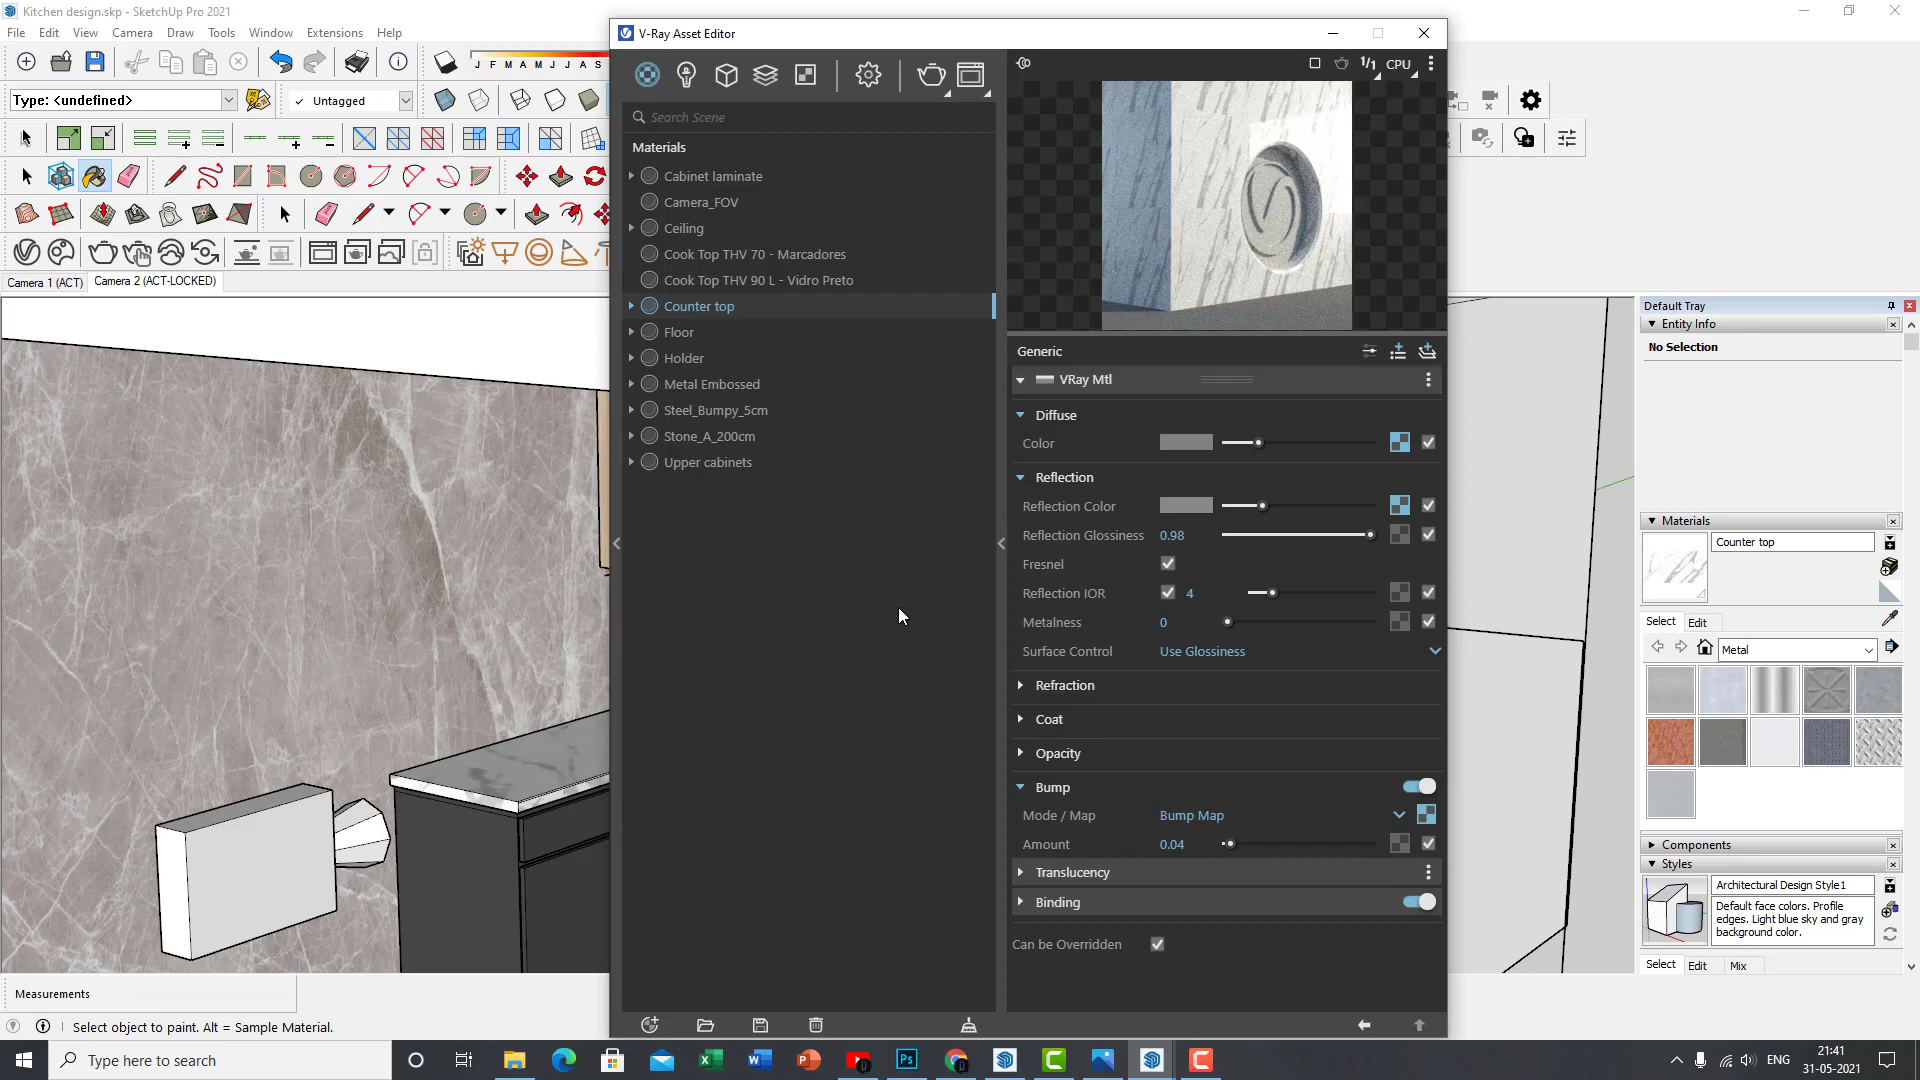 Kitchen design.skp - SketchUp Pro 2021
File Edit View Camera Draw Tools Window Extensions Help
J F M A M J J A S
Type: <undefined>
✓ Untagged
Camera 1 (ACT)
Camera 2 (ACT-LOCKED)
V-Ray Asset Editor
Search Scene
Materials
Cabinet laminate
Camera_FOV
Ceiling
Cook Top THV 70 - Marcadores
Cook Top THV 90 L - Vidro Preto
Counter top
Floor
Holder
Metal Embossed
Steel_Bumpy_5cm
Stone_A_200cm
Upper cabinets
1/1 CPU
Generic
VRay Mtl
Diffuse
Color
Reflection
Reflection Color
Reflection Glossiness 0.98
Fresnel
Reflection IOR 4
Metalness 0
Surface Control Use Glossiness
Refraction
Coat
Opacity
Bump
Mode / Map Bump Map
Amount 0.04
Translucency
Binding
Can be Overridden
Default Tray
Entity Info
No Selection
Materials
Counter top
Select Edit
Metal
Components
Styles
Architectural Design Style1
Default face colors. Profile
edges. Light blue sky and gray
background color.
Select Edit Mix
Measurements
Select object to paint. Alt = Sample Material.
Type here to search
ENG
21:41
31-05-2021